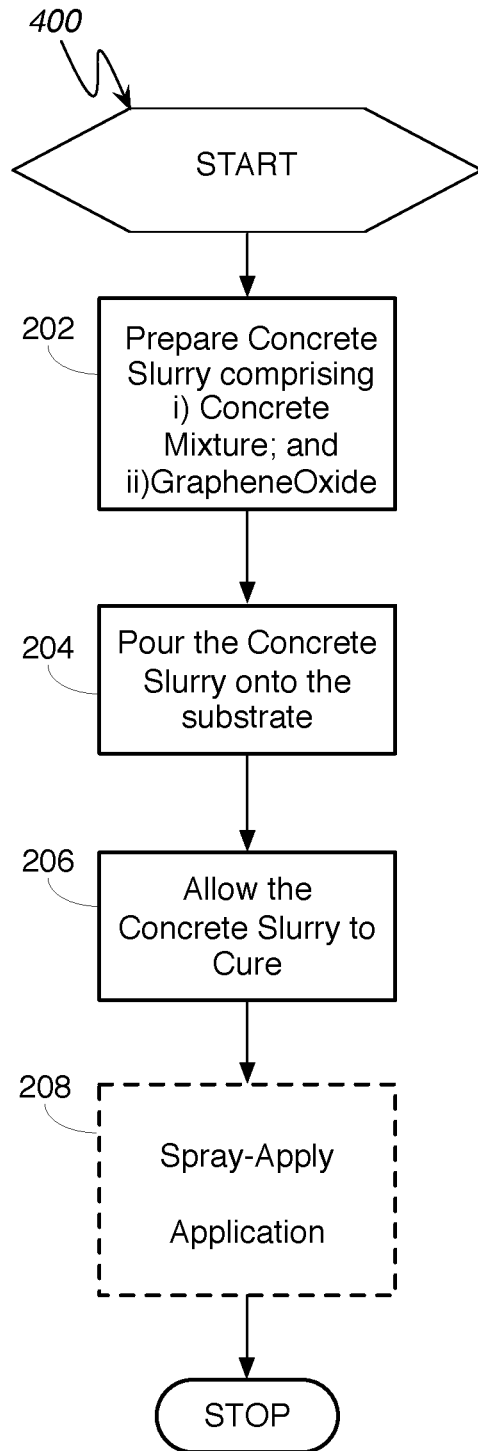 400
START
202
Prepare Concrete
Slurry comprising
i) Concrete
Mixture; and
ii)GrapheneOxide
204
Pour the Concrete
Slurry onto the
substrate
206
Allow the
Concrete Slurry to
Cure
208
Spray-Apply
Application
STOP